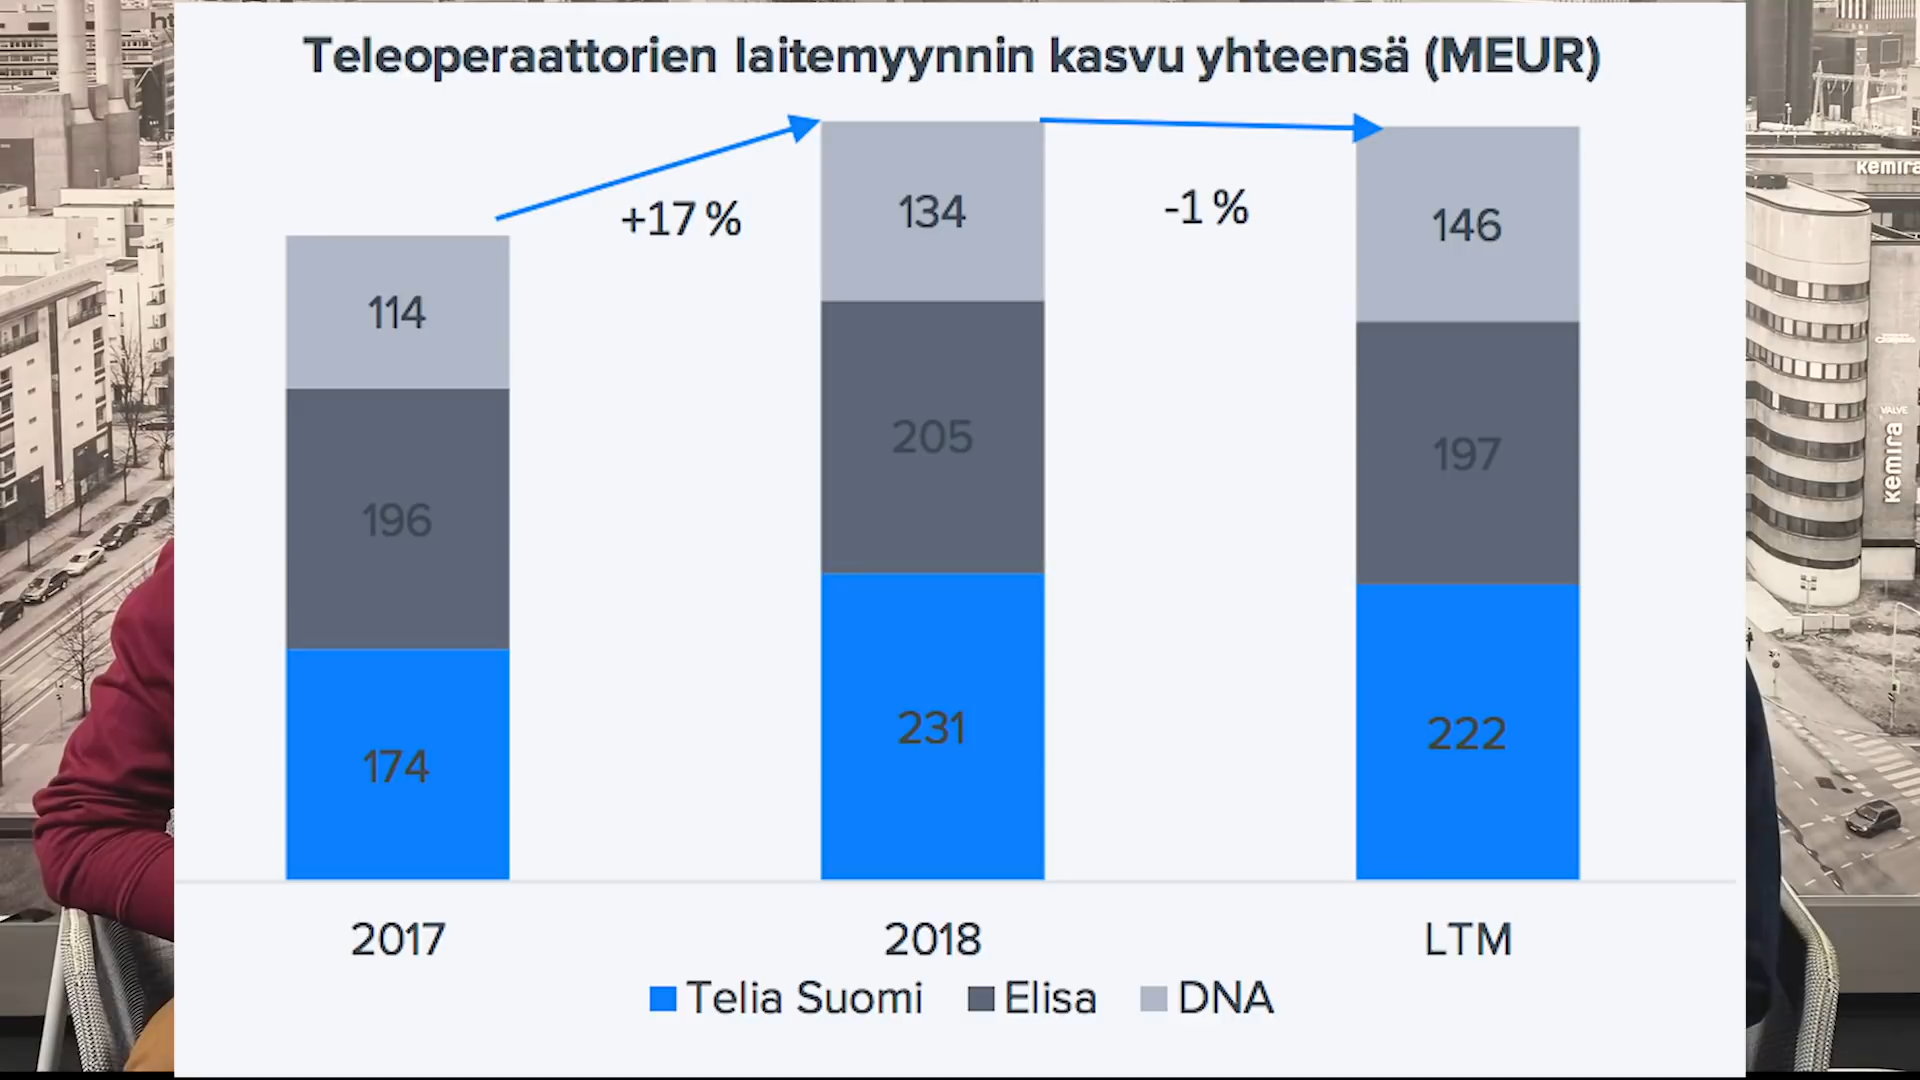 Teleoperaattorien laitemyynnin kasvu yhteensä (MEUR)
+17 %
-1 %
114
134
146
196
205
197
174
231
222
2017
2018
LTM
Telia Suomi
Elisa
DNA
kemira
VALVE
kemira